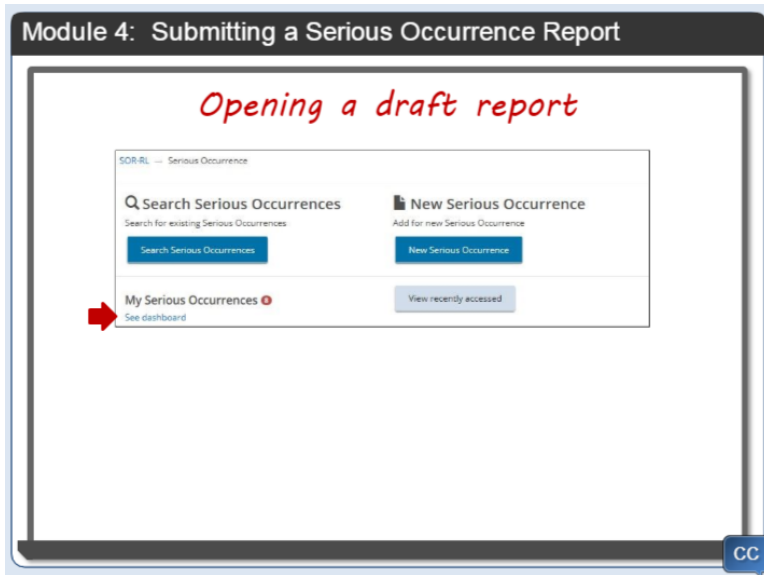 Module 4: Submitting a Serious Occurrence Report
Opening a draft report
SOR-RL — Serious Occurrence
Search Serious Occurrences
New Serious Occurrence
Search for existing Serious Occurrences
Add for new Serious Occurrence
Search Serious Occurrences
New Serious Occurrence
My Serious Occurrences
View recently accessed
See dashboard
CC